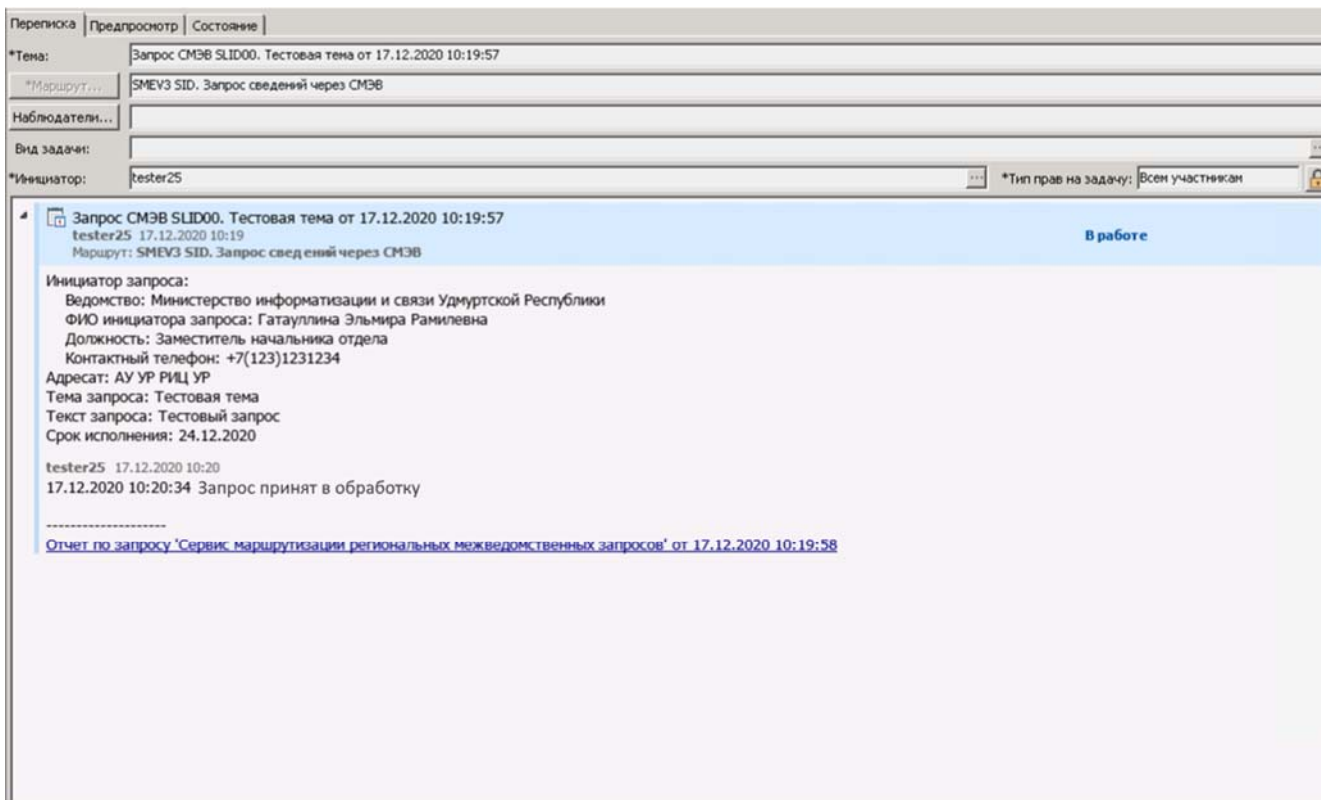 Переписка Предпросмотр Состояние
*Тема: Запрос СМЭВ SLID00. Тестовая тема от 17.12.2020 10:19:57
*Маршрут... SMEV3 SID. Запрос сведений через СМЭВ
Наблюдатели...
Вид задачи: ...
*Инициатор: tester25 ... *Тип прав на задачу: Всем участникам
Запрос СМЭВ SLID00. Тестовая тема от 17.12.2020 10:19:57
tester25 17.12.2020 10:19 В работе
Маршрут: SMEV3 SID. Запрос сведений через СМЭВ
Инициатор запроса:
Ведомство: Министерство информатизации и связи Удмуртской Республики
ФИО инициатора запроса: Гатауллина Эльмира Рамилевна
Должность: Заместитель начальника отдела
Контактный телефон: +7(123)1231234
Адресат: АУ УР РИЦ УР
Тема запроса: Тестовая тема
Текст запроса: Тестовый запрос
Срок исполнения: 24.12.2020
tester25 17.12.2020 10:20
17.12.2020 10:20:34 Запрос принят в обработку
--------------------
Отчет по запросу 'Сервис маршрутизации региональных межведомственных запросов' от 17.12.2020 10:19:58